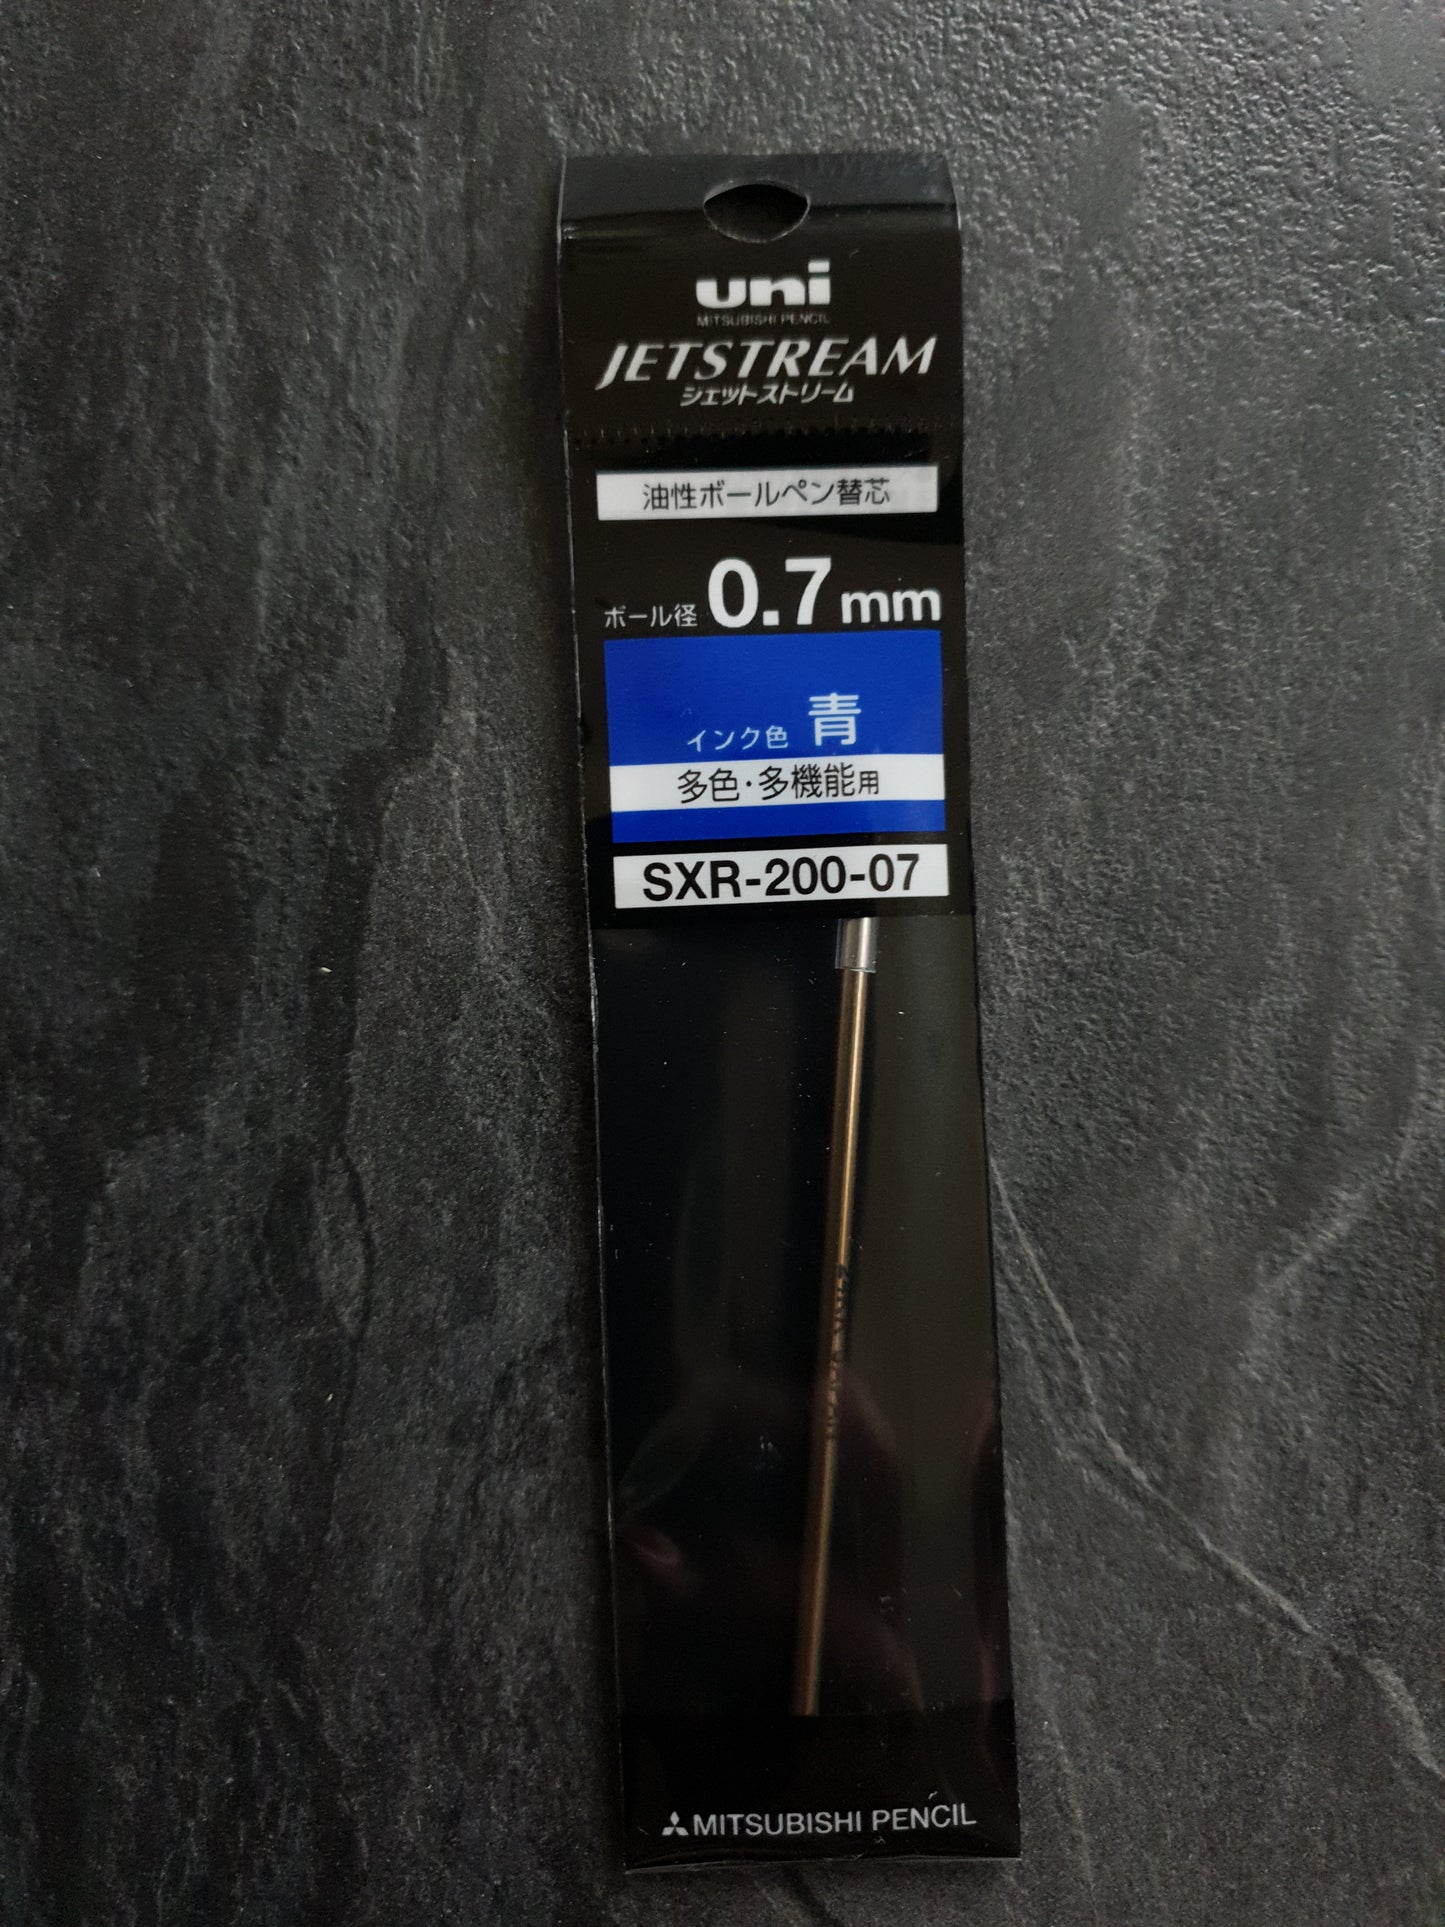 uni
MITSUBISHI PENCIL
JETSTREAM
ジェットストリーム
油性ボールペン替芯
ボール径 0.7mm
インク色 青
多色・多機能用
SXR-200-07
MITSUBISHI PENCIL